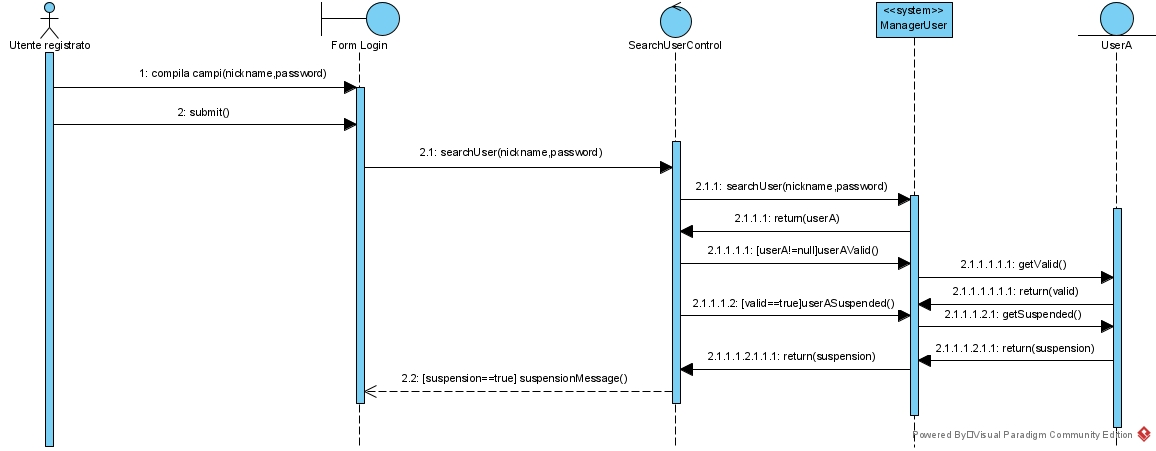 Utente registrato
Form Login
SearchUserControl
<<system>>
ManagerUser
UserA
1: compila campi(nickname,password)
2: submit()
2.1: searchUser(nickname,password)
2.1.1: searchUser(nickname,password)
2.1.1.1: return(userA)
2.1.1.1.1: [userA!=null]userAValid()
2.1.1.1.1.1: getValid()
2.1.1.1.1.1.1: return(valid)
2.1.1.1.2: [valid==true]userASuspended()
2.1.1.1.2.1: getSuspended()
2.1.1.1.2.1.1: return(suspension)
2.1.1.1.2.1.1.1: return(suspension)
2.2: [suspension==true] suspensionMessage()
Powered By Visual Paradigm Community Edition